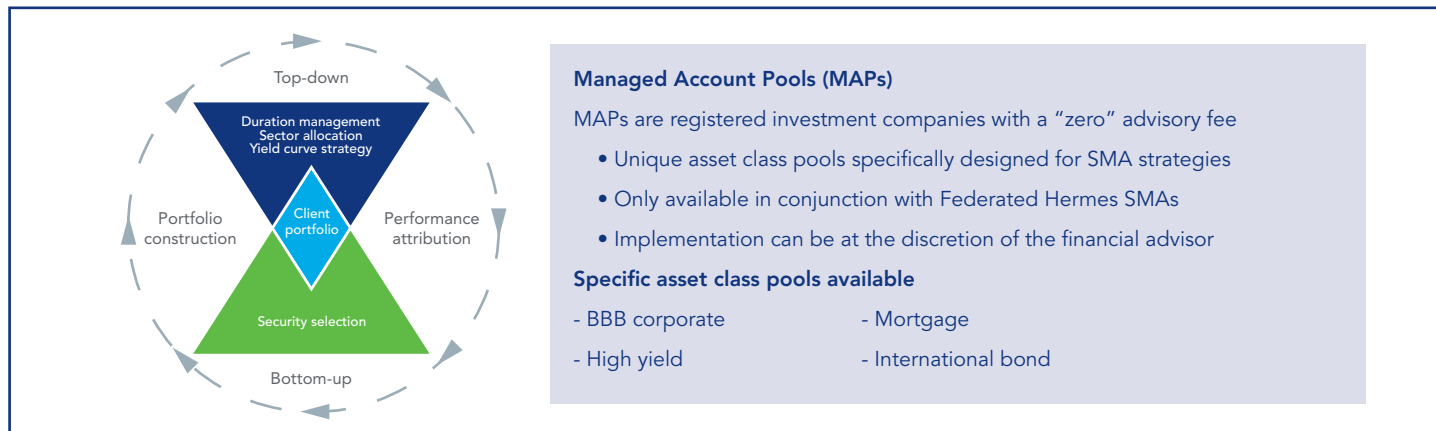 Top-down
Duration management
Sector allocation
Yield curve strategy
Portfolio
construction
Client
portfolio
Performance
attribution
Security selection
Bottom-up
Managed Account Pools (MAPs)
MAPs are registered investment companies with a “zero” advisory fee
• Unique asset class pools specifically designed for SMA strategies
• Only available in conjunction with Federated Hermes SMAs
• Implementation can be at the discretion of the financial advisor
Specific asset class pools available
- BBB corporate - Mortgage
- High yield - International bond